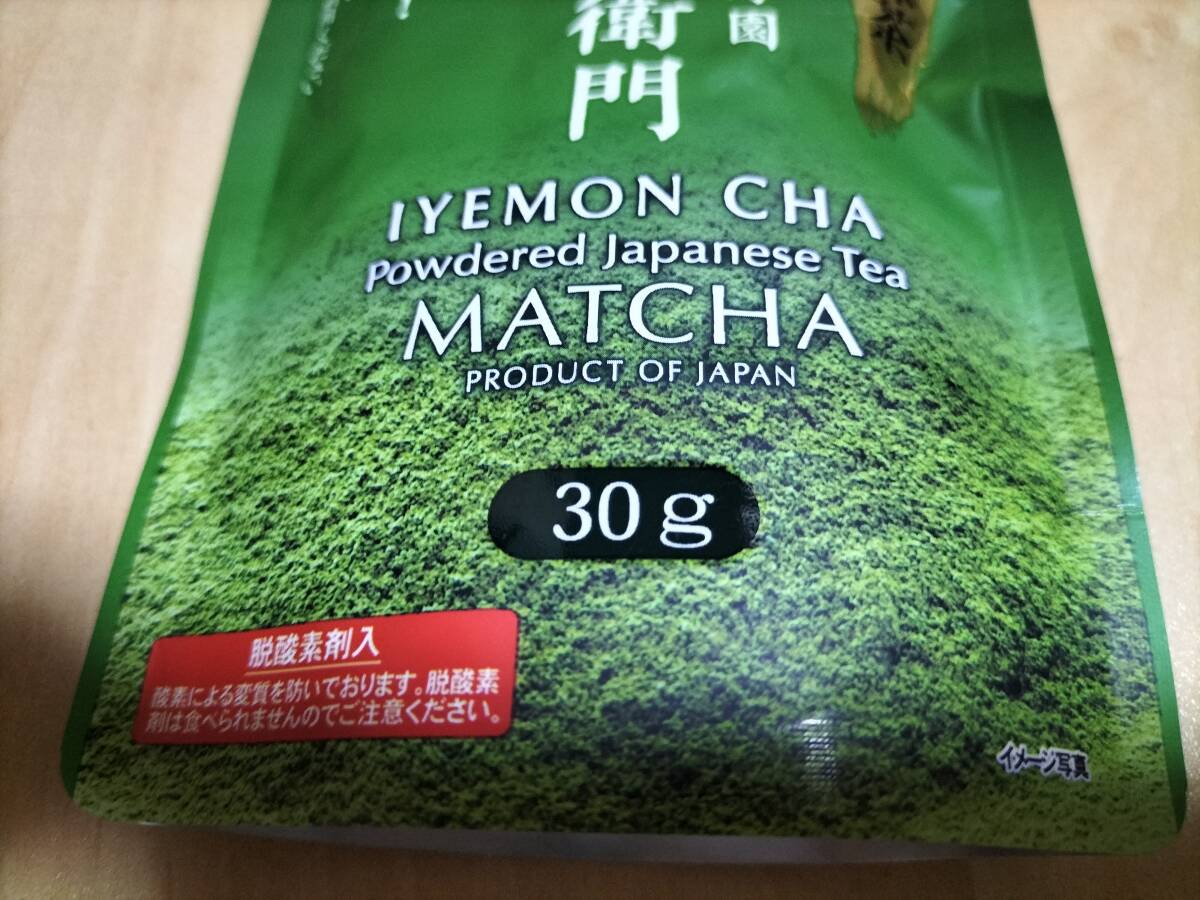 園
衛
門
IYEMON CHA
Powdered Japanese Tea
MATCHA
PRODUCT OF JAPAN
30g
脱酸素剤入
酸素による変質を防いでおります。脱酸素
剤は食べられませんのでご注意ください。
イメージ写真